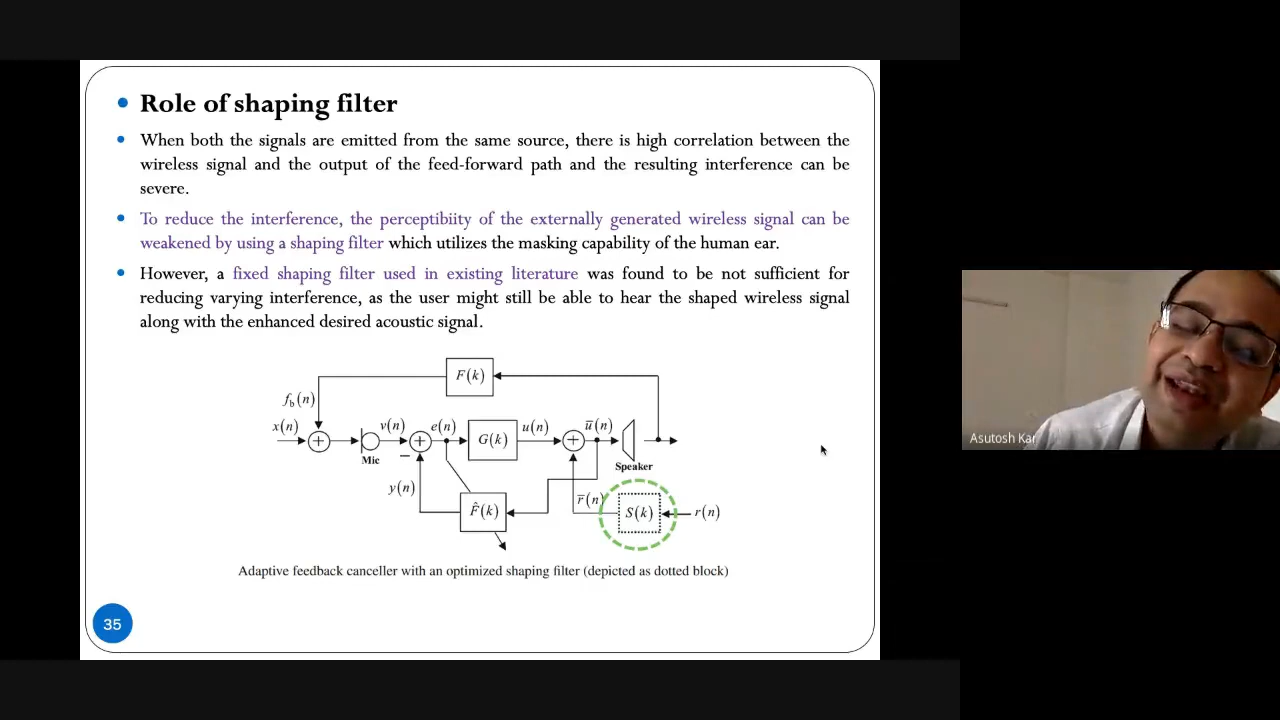 Role of shaping filter
When both the signals are emitted from the same source, there is high correlation between the
wireless signal and the output of the feed-forward path and the resulting interference can be
severe.
To reduce the interference, the perceptibiity of the externally generated wireless signal can be
weakened by using a shaping filter which utilizes the masking capability of the human ear.
However, a fixed shaping filter used in existing literature was found to be not sufficient for
reducing varying interference, as the user might still be able to hear the shaped wireless signal
along with the enhanced desired acoustic signal.
F(k)
f_b(n)
x(n)
v(n)
e(n)
G(k)
u(n)
ū(n)
Mic
Speaker
y(n)
F̂(k)
r̄(n)
S(k)
r(n)
Adaptive feedback canceller with an optimized shaping filter (depicted as dotted block)
35
Asutosh Kar